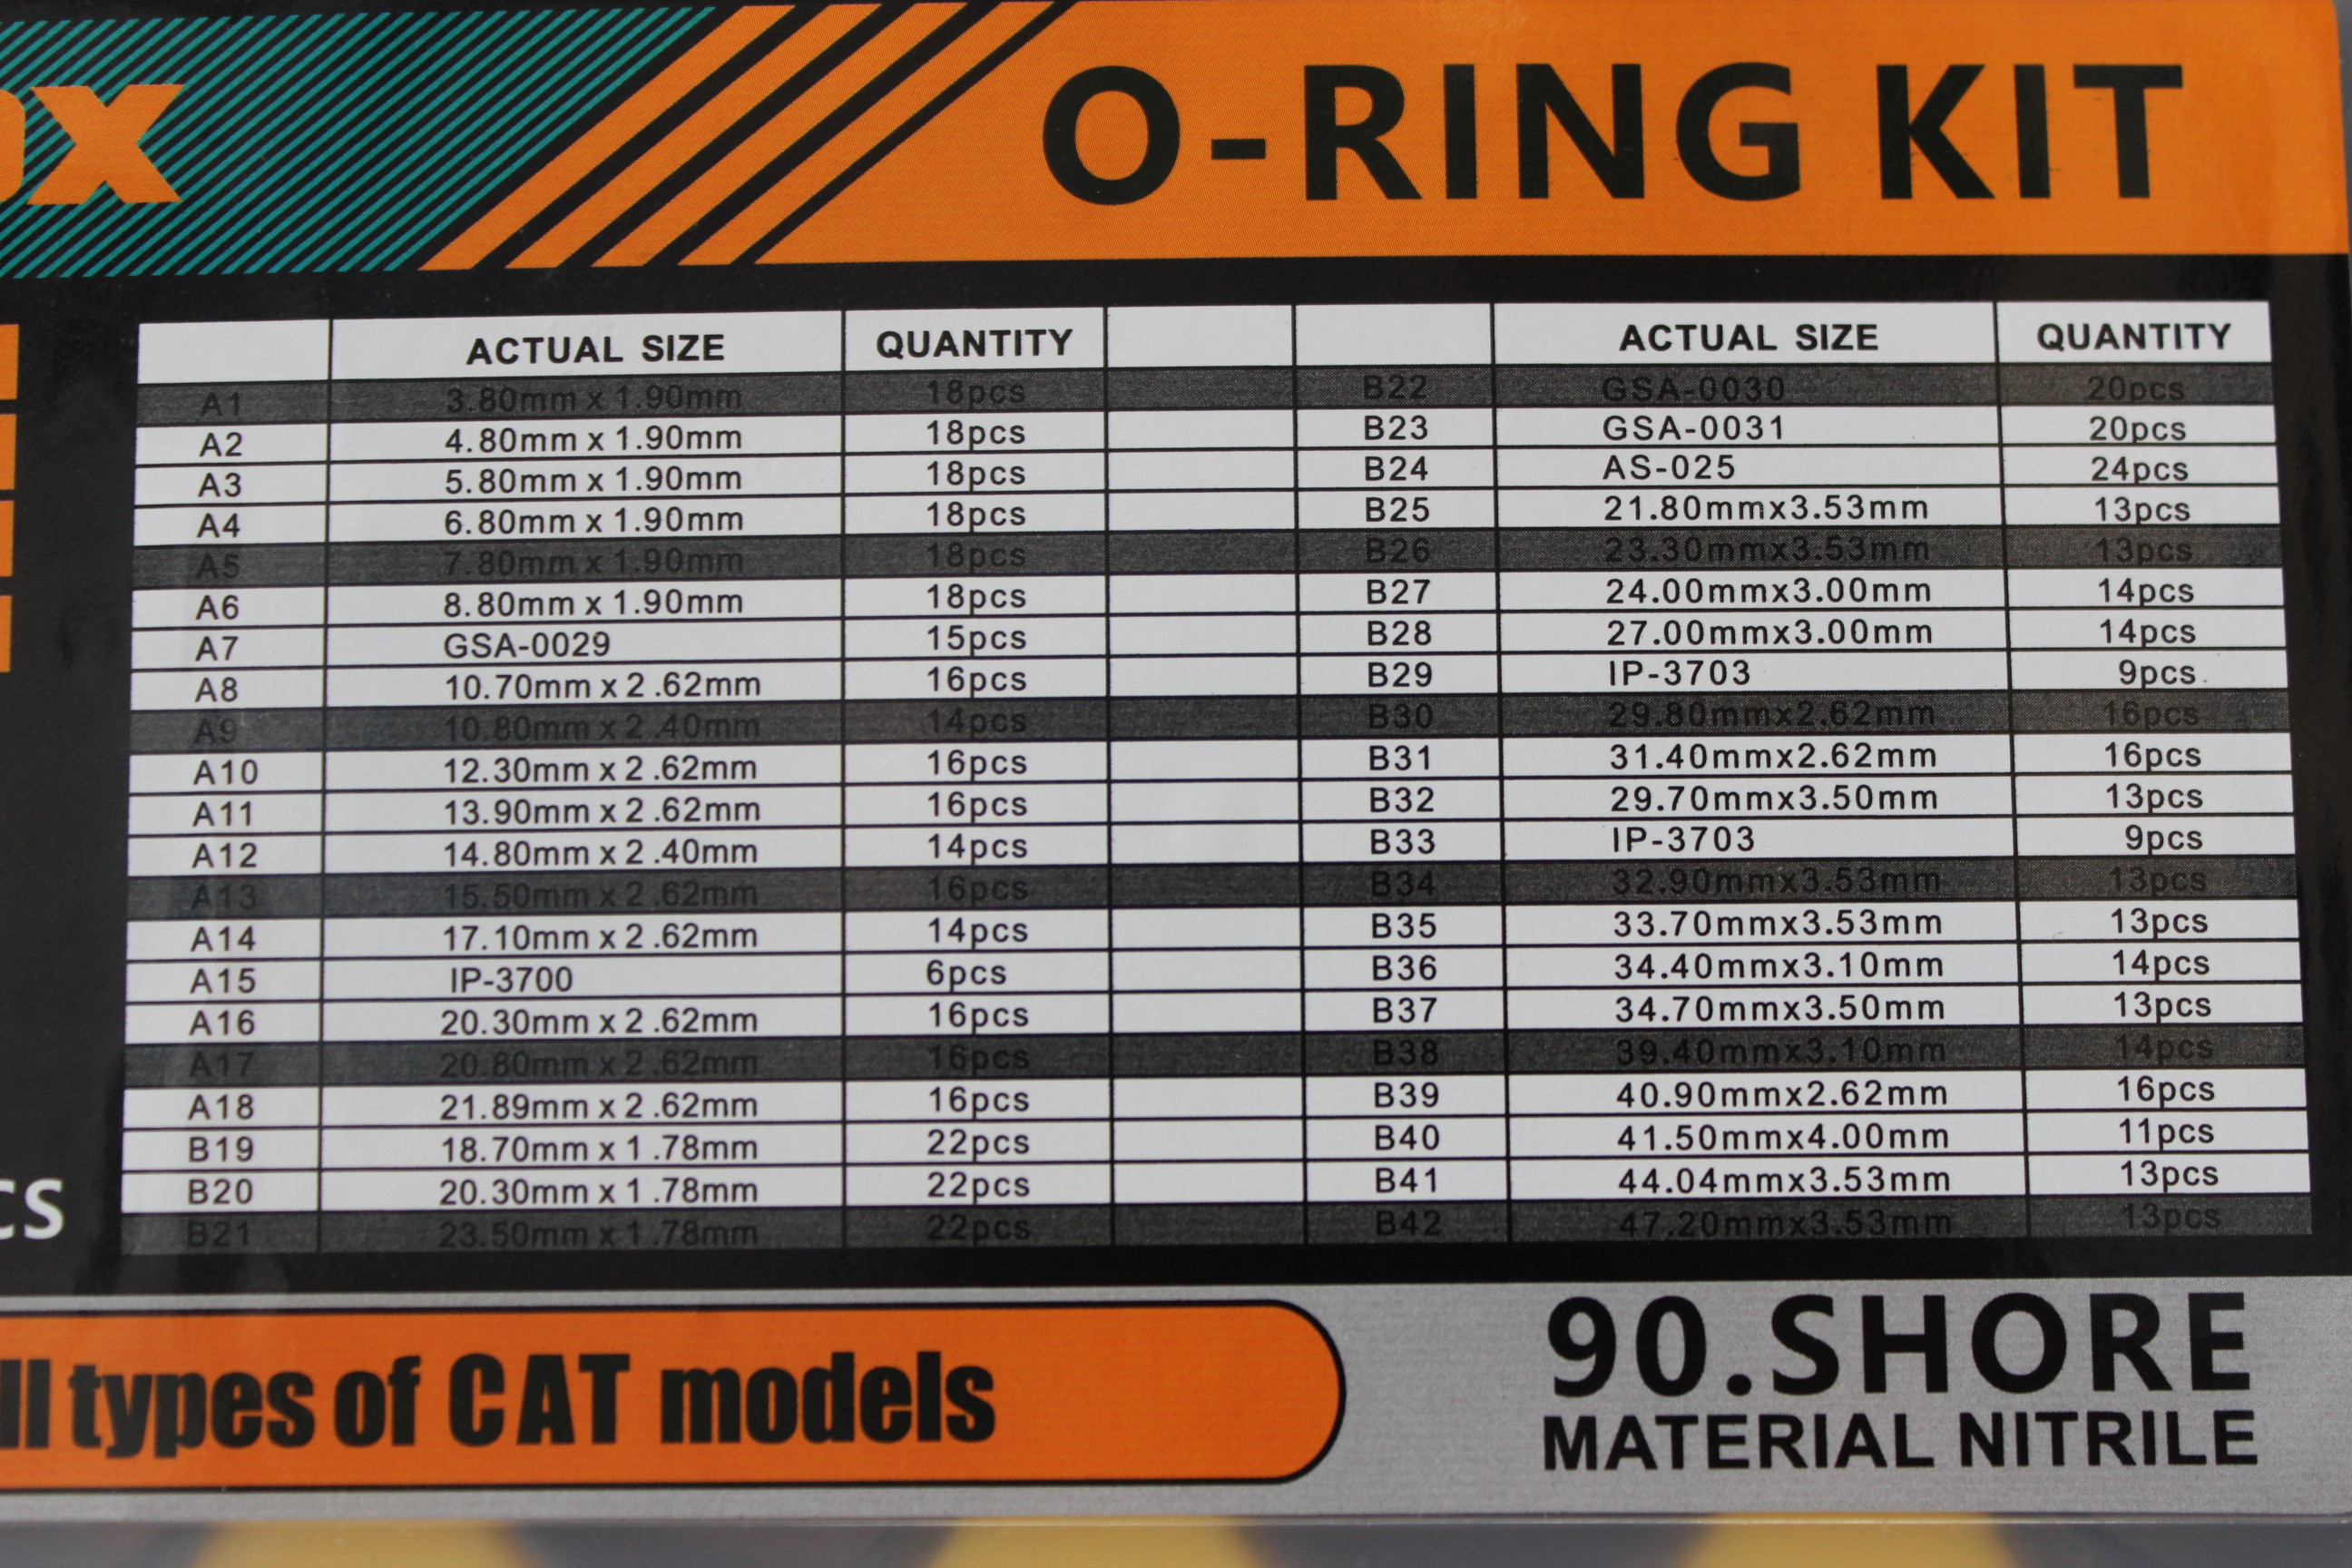 O-RING KIT
ACTUAL SIZE QUANTITY ACTUAL SIZE QUANTITY
A1 3.80mm x 1.90mm 18pcs B22 GSA-0030 20pcs
A2 4.80mm x 1.90mm 18pcs B23 GSA-0031 20pcs
A3 5.80mm x 1.90mm 18pcs B24 AS-025 24pcs
A4 6.80mm x 1.90mm 18pcs B25 21.80mmx3.53mm 13pcs
A5 7.80mm x 1.90mm 18pcs B26 23.30mmx3.53mm 13pcs
A6 8.80mm x 1.90mm 18pcs B27 24.00mmx3.00mm 14pcs
A7 GSA-0029 15pcs B28 27.00mmx3.00mm 14pcs
A8 10.70mm x 2.62mm 16pcs B29 IP-3703 9pcs.
A9 10.80mm x 2.40mm 14pcs B30 29.80mmx2.62mm 16pcs
A10 12.30mm x 2.62mm 16pcs B31 31.40mmx2.62mm 16pcs
A11 13.90mm x 2.62mm 16pcs B32 29.70mmx3.50mm 13pcs
A12 14.80mm x 2.40mm 14pcs B33 IP-3703 9pcs
A13 15.50mm x 2.62mm 16pcs B34 32.90mmx3.53mm 13pcs
A14 17.10mm x 2.62mm 14pcs B35 33.70mmx3.53mm 13pcs
A15 IP-3700 6pcs B36 34.40mmx3.10mm 14pcs
A16 20.30mm x 2.62mm 16pcs B37 34.70mmx3.50mm 13pcs
A17 20.80mm x 2.62mm 16pcs B38 39.40mmx3.10mm 14pcs
A18 21.89mm x 2.62mm 16pcs B39 40.90mmx2.62mm 16pcs
B19 18.70mm x 1.78mm 22pcs B40 41.50mmx4.00mm 11pcs
B20 20.30mm x 1.78mm 22pcs B41 44.04mmx3.53mm 13pcs
B21 23.50mm x 1.78mm 22pcs B42 47.20mmx3.53mm 13pcs
types of CAT models
90.SHORE
MATERIAL NITRILE